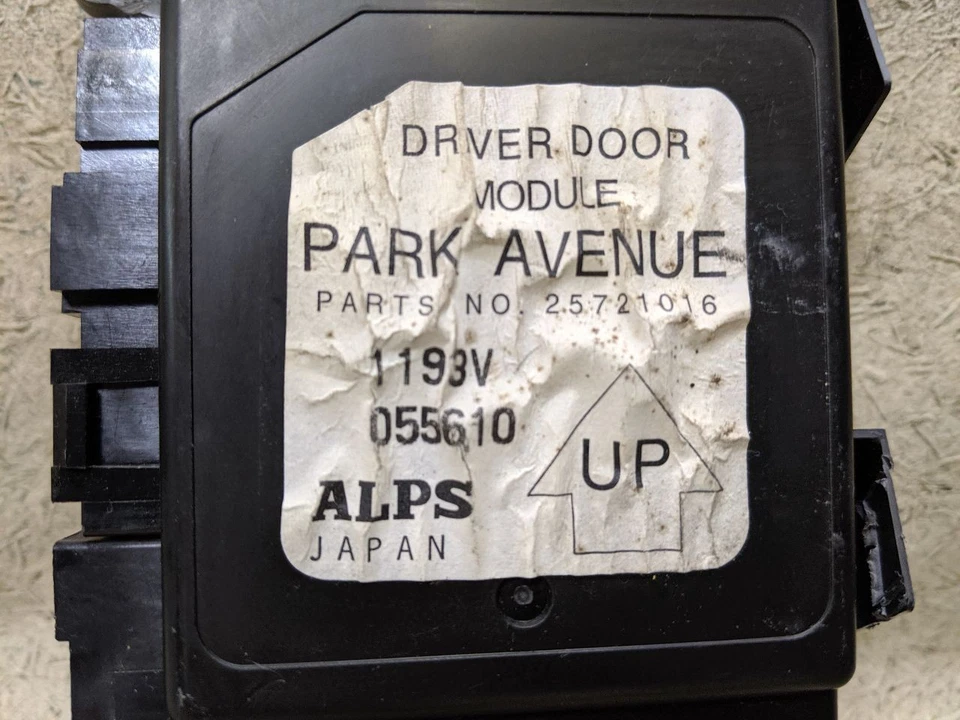 DRIVER DOOR
MODULE
PARK AVENUE
PARTS NO. 25721016
1193V
055610
UP
ALPS
JAPAN